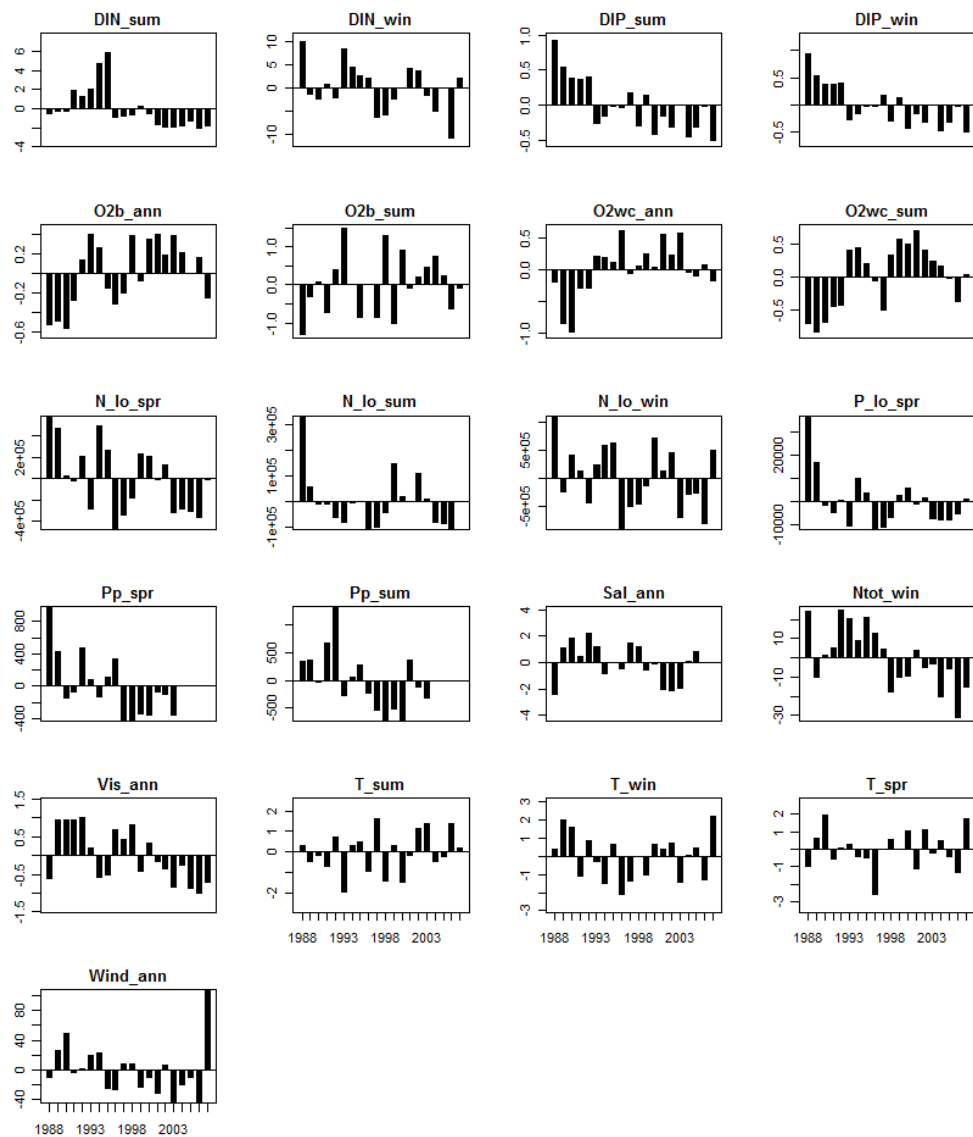 DIN_sum DIN_win DIP_sum DIP_win
-4 0 2 4 6
-10 0 5 10
-0.5 0.0 0.5 1.0
-0.5 0.0 0.5
O2b_ann O2b_sum O2wc_ann O2wc_sum
-0.6 -0.2 0.2
-1.0 0.0 1.0
-1.0 0.0 0.5
-0.5 0.0 0.5
N_lo_spr N_lo_sum N_lo_win P_lo_spr
-4e+05 2e+05
-1e+05 1e+05 3e+05
-5e+05 5e+05
-10000 20000
Pp_spr Pp_sum Sal_ann Ntot_win
-400 0 400 800
-500 0 500
-4 -2 0 2 4
-30 -10 10
Vis_ann T_sum T_win T_spr
-1.5 -0.5 0.5 1.5
-2 0 1 2
-3 -1 0 1 2 3
-3 -1 0 1 2
1988 1993 1998 2003
1988 1993 1998 2003
1988 1993 1998 2003
Wind_ann
-40 0 40 80
1988 1993 1998 2003